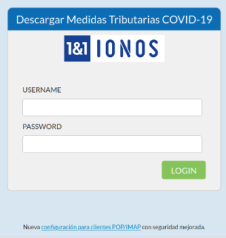 Descargar Medidas Tributarias COVID-19
1&1 IONOS
USERNAME
PASSWORD
LOGIN
Nueva configuración para clientes POP/IMAP con seguridad mejorada.